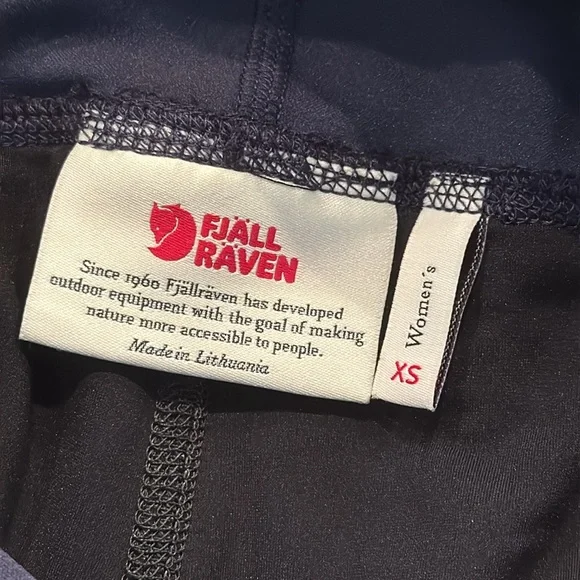 FJÄLL
RÄVEN
Since 1960 Fjällräven has developed
outdoor equipment with the goal of making
nature more accessible to people.
Made in Lithuania
Women´s
XS